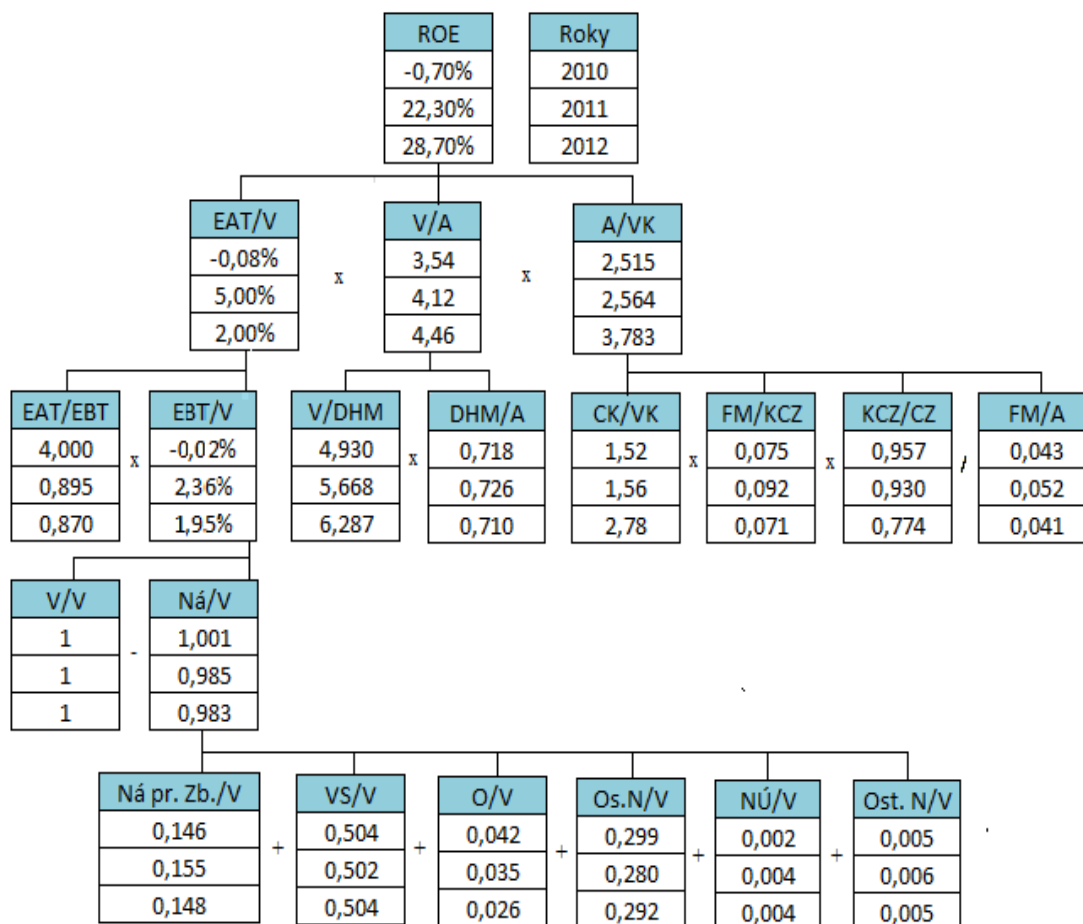 ROE Roky
-0,70% 2010
22,30% 2011
28,70% 2012
EAT/V V/A A/VK
-0,08% 3,54 2,515
x x
5,00% 4,12 2,564
2,00% 4,46 3,783
EAT/EBT EBT/V V/DHM DHM/A CK/VK FM/KCZ KCZ/CZ FM/A
4,000 -0,02% 4,930 0,718 1,52 0,075 0,957 0,043
x x x x /
0,895 2,36% 5,668 0,726 1,56 0,092 0,930 0,052
0,870 1,95% 6,287 0,710 2,78 0,071 0,774 0,041
V/V Ná/V
1 1,001
-
1 0,985
1 0,983
Ná pr. Zb./V VS/V O/V Os.N/V NÚ/V Ost. N/V
0,146 0,504 0,042 0,299 0,002 0,005
+ + + + +
0,155 0,502 0,035 0,280 0,004 0,006
0,148 0,504 0,026 0,292 0,004 0,005